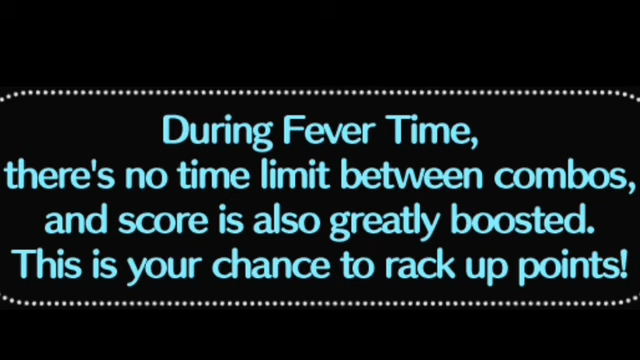 During Fever Time,
there's no time limit between combos,
and score is also greatly boosted.
This is your chance to rack up points!